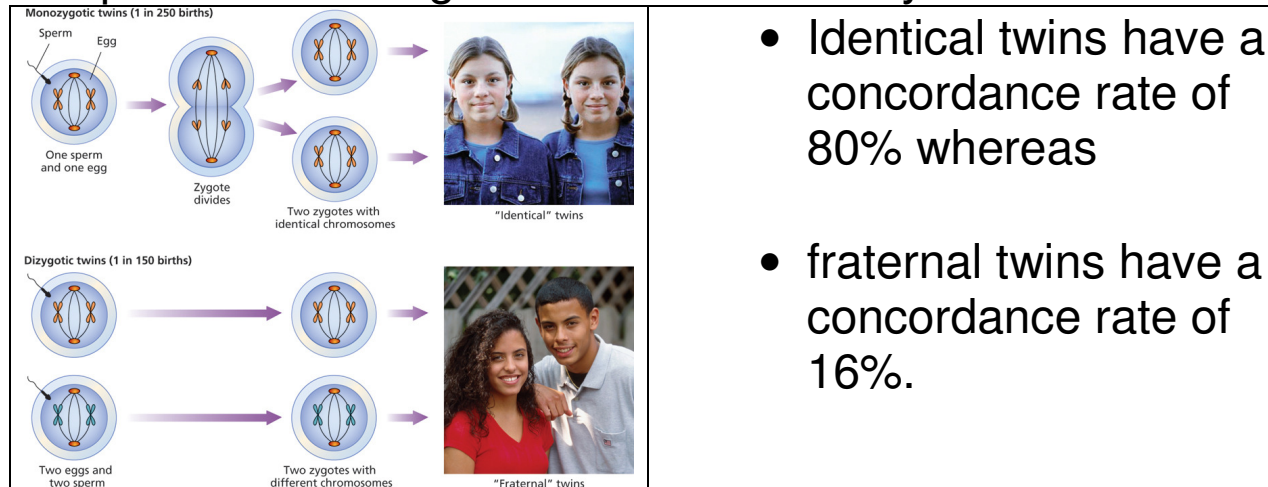 Monozygotic twins (1 in 250 births)
Sperm
Egg
One sperm
and one egg
Zygote
divides
Two zygotes with
identical chromosomes
"Identical" twins
Dizygotic twins (1 in 150 births)
Two eggs and
two sperm
Two zygotes with
different chromosomes
"Fraternal" twins
• Identical twins have a
concordance rate of
80% whereas
• fraternal twins have a
concordance rate of
16%.